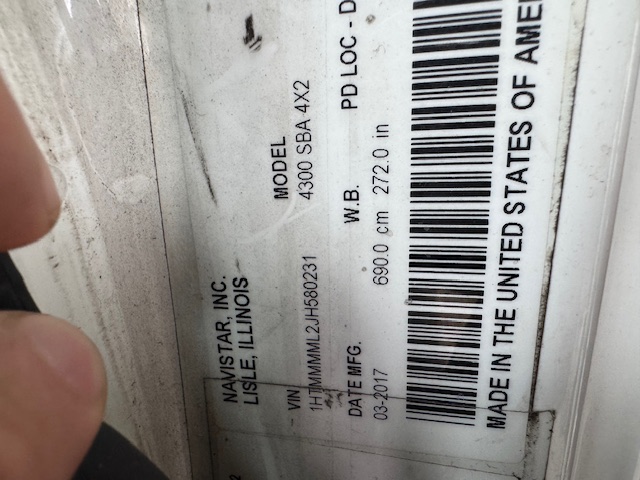 NAVISTAR, INC.
LISLE, ILLINOIS
MODEL
4300 SBA 4X2
VIN
1HTMMMML2JH580231
DATE MFG.
W.B.
PD LOC - D
03-2017
690.0 cm
272.0 in
MADE IN THE UNITED STATES OF AMER